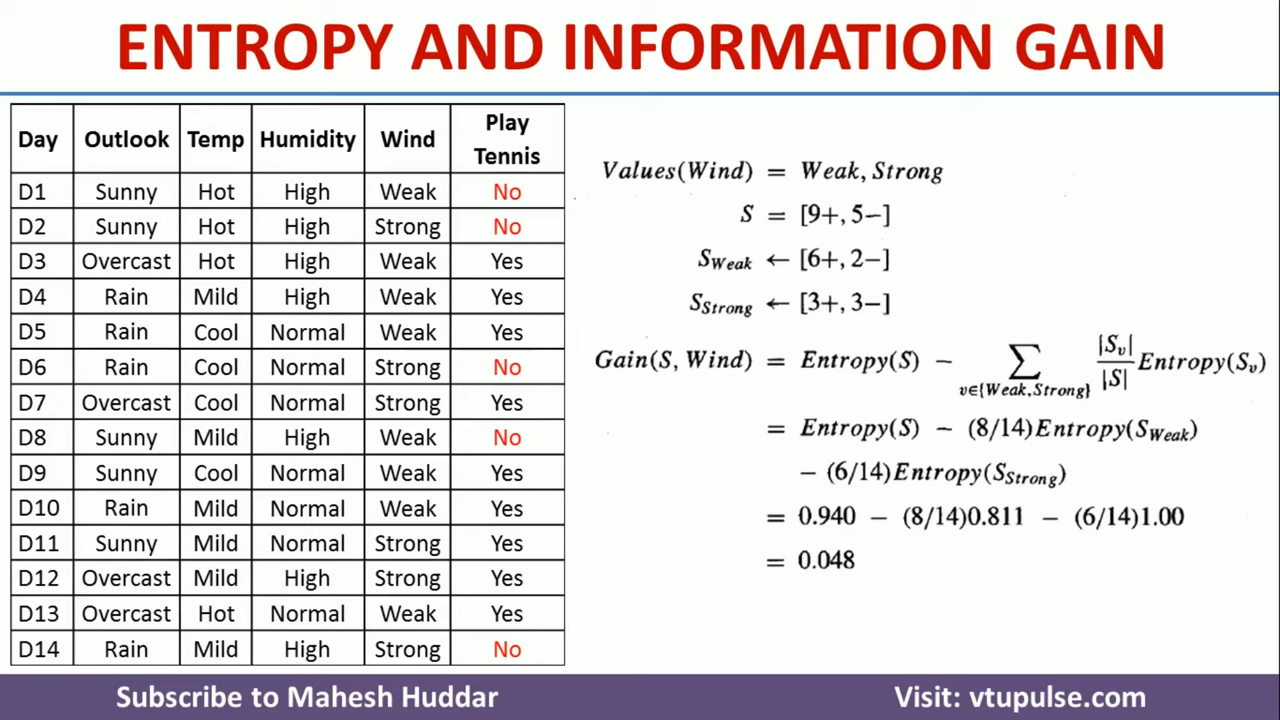 ENTROPY AND INFORMATION GAIN
Day Outlook Temp Humidity Wind Play Tennis
D1 Sunny Hot High Weak No
D2 Sunny Hot High Strong No
D3 Overcast Hot High Weak Yes
D4 Rain Mild High Weak Yes
D5 Rain Cool Normal Weak Yes
D6 Rain Cool Normal Strong No
D7 Overcast Cool Normal Strong Yes
D8 Sunny Mild High Weak No
D9 Sunny Cool Normal Weak Yes
D10 Rain Mild Normal Weak Yes
D11 Sunny Mild Normal Strong Yes
D12 Overcast Mild High Strong Yes
D13 Overcast Hot Normal Weak Yes
D14 Rain Mild High Strong No
Values(Wind) = Weak, Strong
S = [9+, 5−]
S_Weak ← [6+, 2−]
S_Strong ← [3+, 3−]
Gain(S, Wind) = Entropy(S) − ∑_{v∈{Weak,Strong}} |S_v|/|S| Entropy(S_v)
= Entropy(S) − (8/14)Entropy(S_Weak)
− (6/14)Entropy(S_Strong)
= 0.940 − (8/14)0.811 − (6/14)1.00
= 0.048
Subscribe to Mahesh Huddar
Visit: vtupulse.com